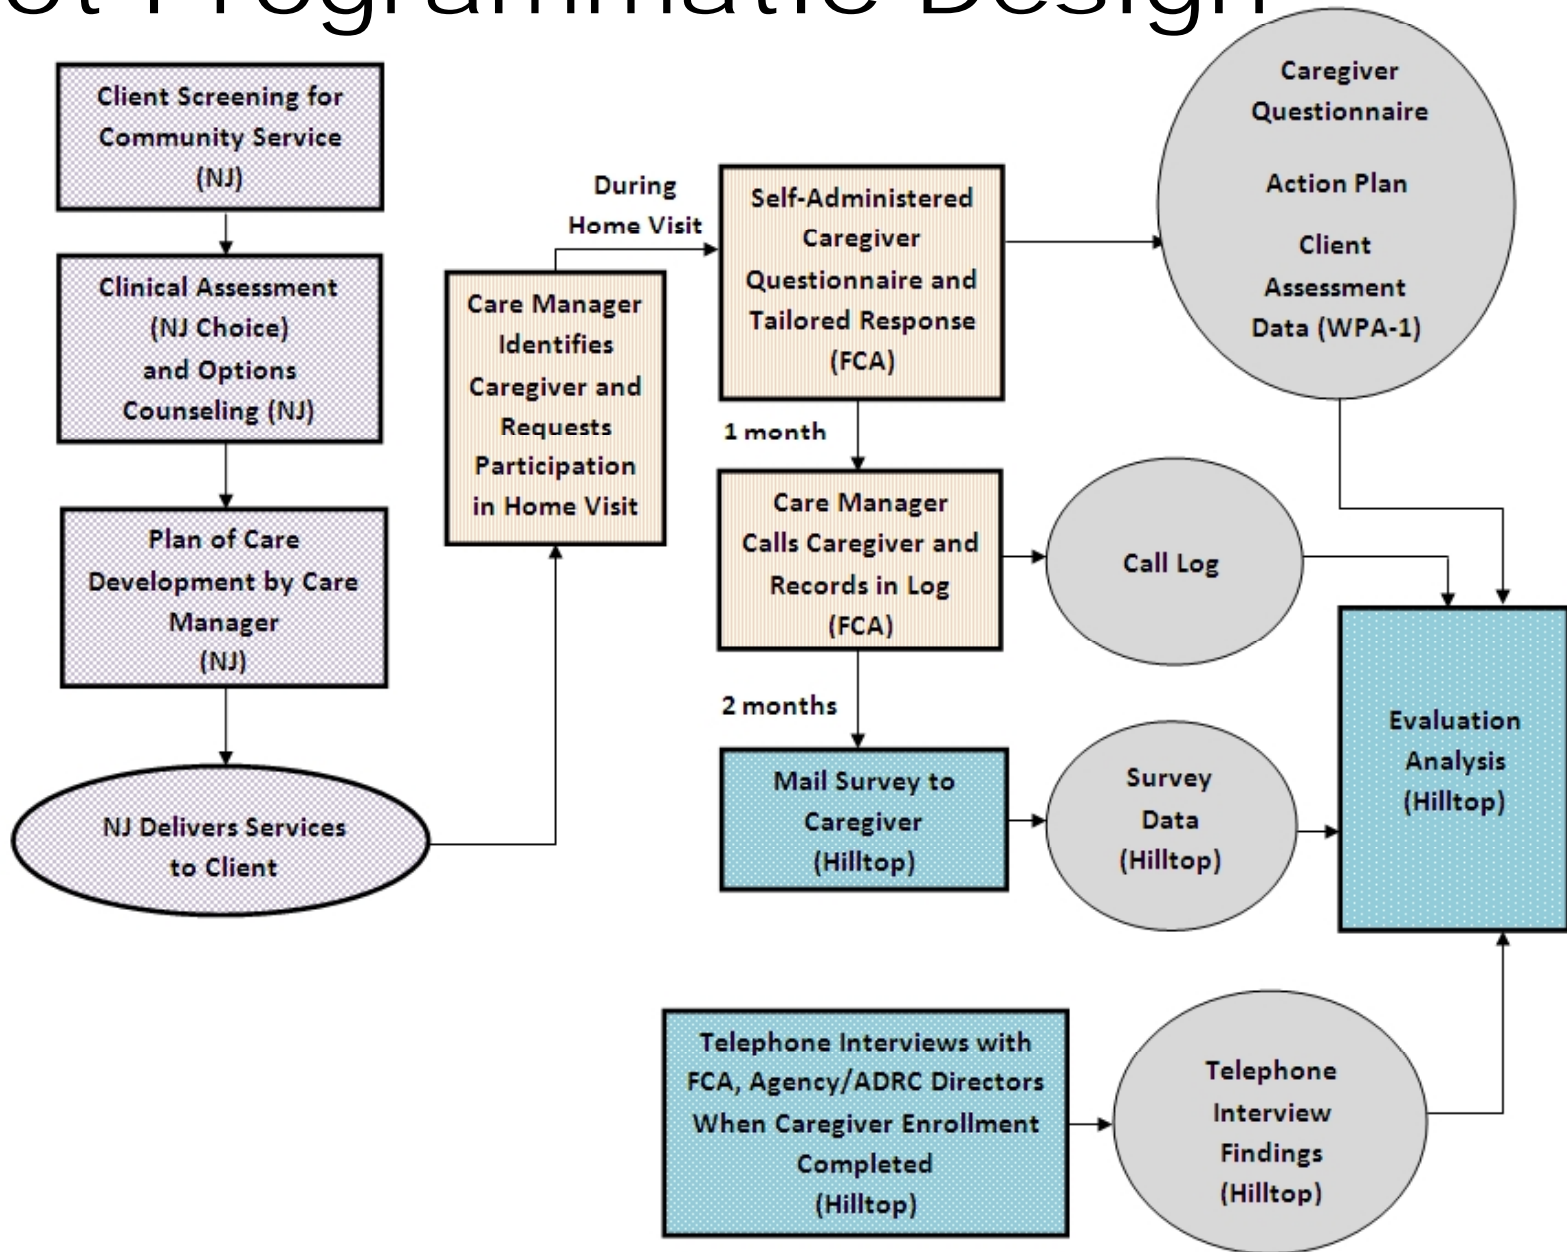 Programmatic Design
Client Screening for
Community Service
(NJ)
Clinical Assessment
(NJ Choice)
and Options
Counseling (NJ)
Plan of Care
Development by Care
Manager
(NJ)
NJ Delivers Services
to Client
Care Manager
Identifies
Caregiver and
Requests
Participation
in Home Visit
During
Home Visit
Self-Administered
Caregiver
Questionnaire and
Tailored Response
(FCA)
1 month
Care Manager
Calls Caregiver and
Records in Log
(FCA)
2 months
Mail Survey to
Caregiver
(Hilltop)
Telephone Interviews with
FCA, Agency/ADRC Directors
When Caregiver Enrollment
Completed
(Hilltop)
Caregiver
Questionnaire
Action Plan
Client
Assessment
Data (WPA-1)
Call Log
Survey
Data
(Hilltop)
Telephone
Interview
Findings
(Hilltop)
Evaluation
Analysis
(Hilltop)